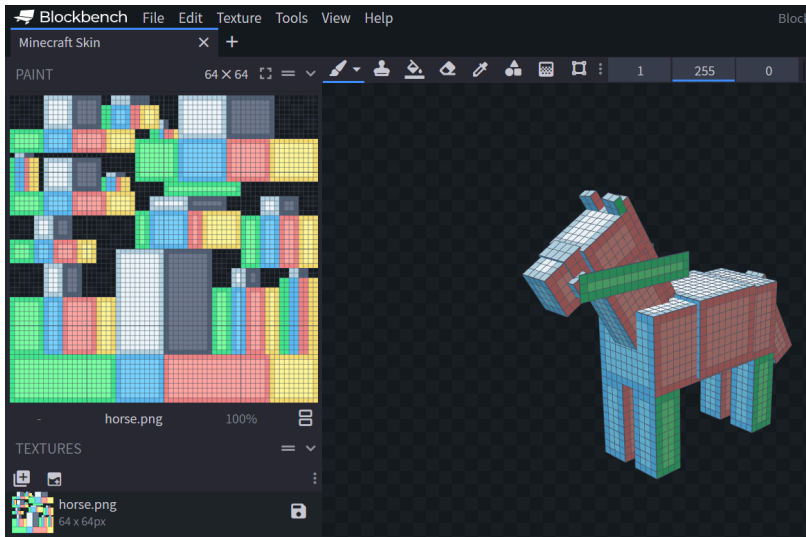 Blockbench File Edit Texture Tools View Help Block
Minecraft Skin
PAINT 64×64 1 255 0
- horse.png 100%
TEXTURES
horse.png
64 x 64px